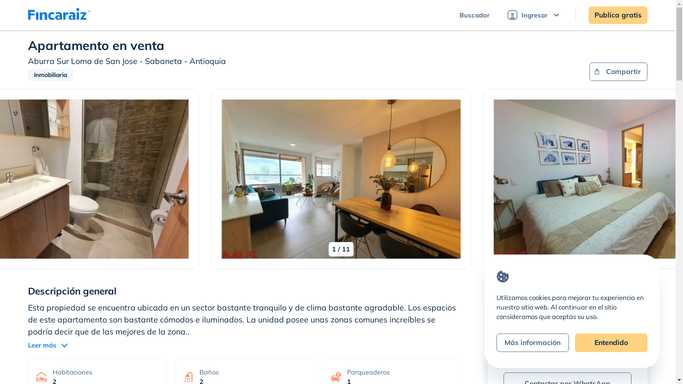 Fincaraiz
Buscador
Ingresar
Publica gratis
Apartamento en venta
Aburra Sur Loma de San Jose - Sabaneta - Antioquia
Inmobiliaria
Compartir
1 / 11
Descripción general
Esta propiedad se encuentra ubicada en un sector bastante tranquilo y de clima bastante agradable. Los espacios
de este apartamento son bastante cómodos e iluminados. La unidad posee unas zonas comunes increíbles se
podría decir que de las mejores de la zona..
Leer más
Habitaciones
2
Baños
2
Parqueaderos
1
Utilizamos cookies para mejorar tu experiencia en
nuestro sitio web. Al continuar en el sitio
consideramos que aceptas su uso.
Más información
Entendido
Contactar por WhatsApp